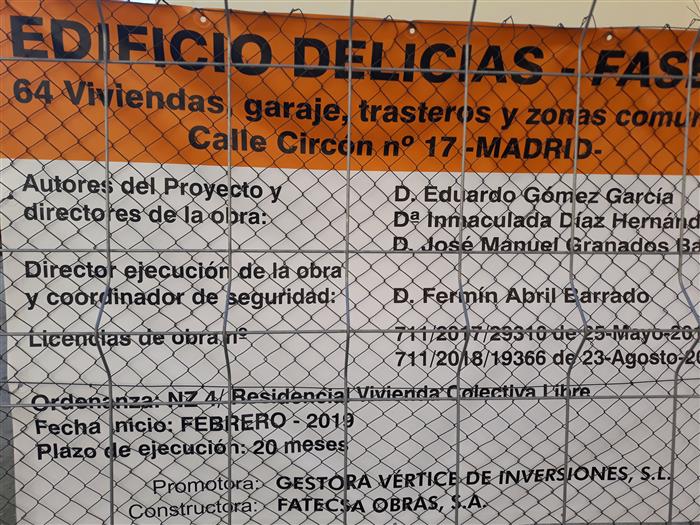 EDIFICIO DELICIAS - FASE
64 Viviendas, garaje, trasteros y zonas comu
Calle Circón nº 17 -MADRID-
Autores del Proyecto y directores de la obra:
D. Eduardo Gómez García
Dª Inmaculada Díaz Hernánd
D. José Manuel Granados Ba
Director ejecución de la obra
y coordinador de seguridad: D. Fermín Abril Barrado
Licencias de obra nº 711/2017/29310 de 25-Mayo-201
711/2018/19366 de 23-Agosto-20
Ordenanza: NZ 4/ Residencial Vivienda Colectiva Libre
Fecha inicio: FEBRERO - 2019
Plazo de ejecución: 20 meses
Promotora: GESTORA VÉRTICE DE INVERSIONES, S.L.
Constructora: FATECSA OBRAS, S.A.